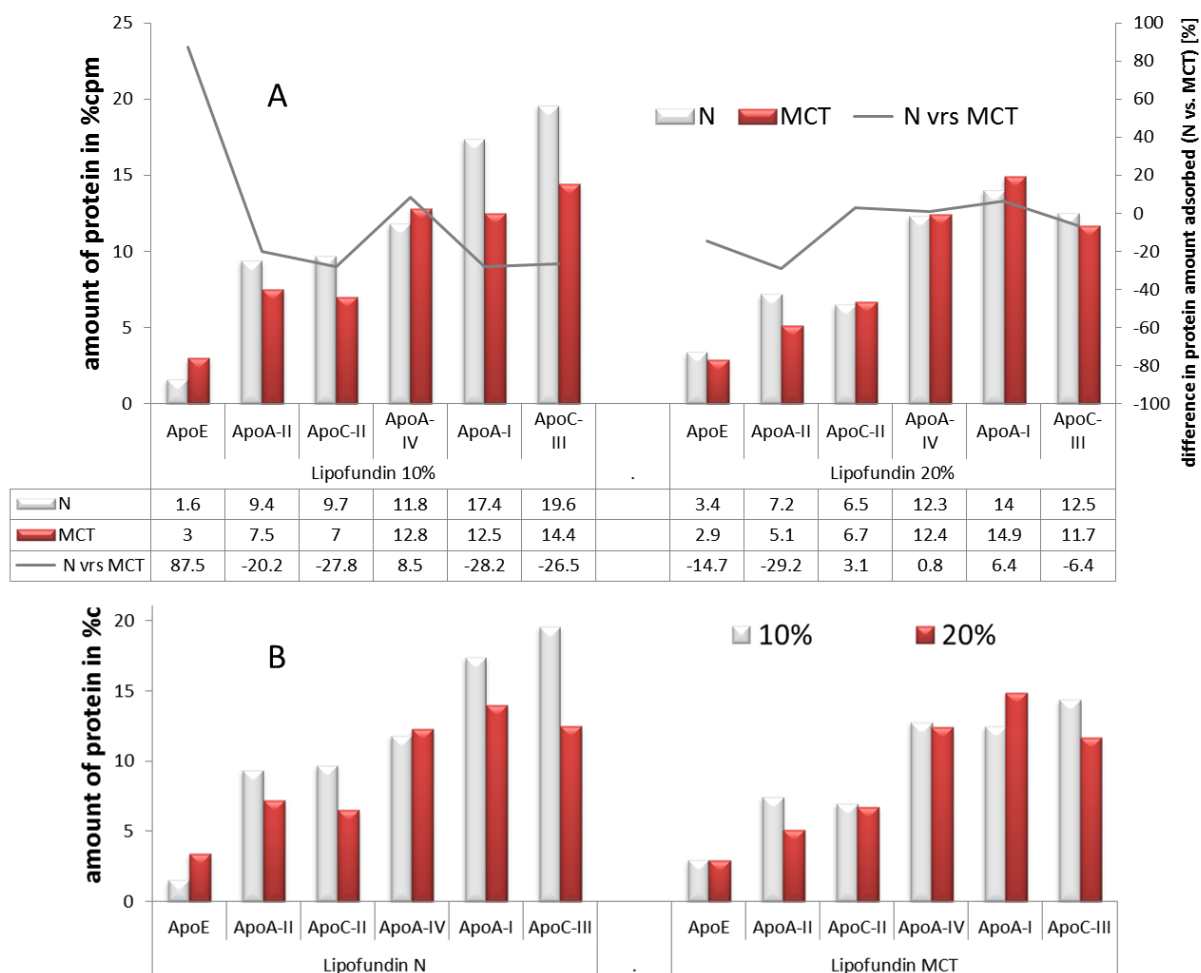 amount of protein in %cpm
25
20
15
10
5
0
A
N MCT N vrs MCT
100
80
60
40
20
0
-20
-40
-60
-80
-100
difference in protein amount adsorbed (N vs. MCT) [%]
ApoE ApoA-II ApoC-II ApoA-IV ApoA-I ApoC-III . ApoE ApoA-II ApoC-II ApoA-IV ApoA-I ApoC-III
Lipofundin 10% . Lipofundin 20%
N 1.6 9.4 9.7 11.8 17.4 19.6 3.4 7.2 6.5 12.3 14 12.5
MCT 3 7.5 7 12.8 12.5 14.4 2.9 5.1 6.7 12.4 14.9 11.7
N vrs MCT 87.5 -20.2 -27.8 8.5 -28.2 -26.5 -14.7 -29.2 3.1 0.8 6.4 -6.4
amount of protein in %c
20
15
10
5
0
B
10% 20%
ApoE ApoA-II ApoC-II ApoA-IV ApoA-I ApoC-III ApoE ApoA-II ApoC-II ApoA-IV ApoA-I ApoC-III
Lipofundin N . Lipofundin MCT